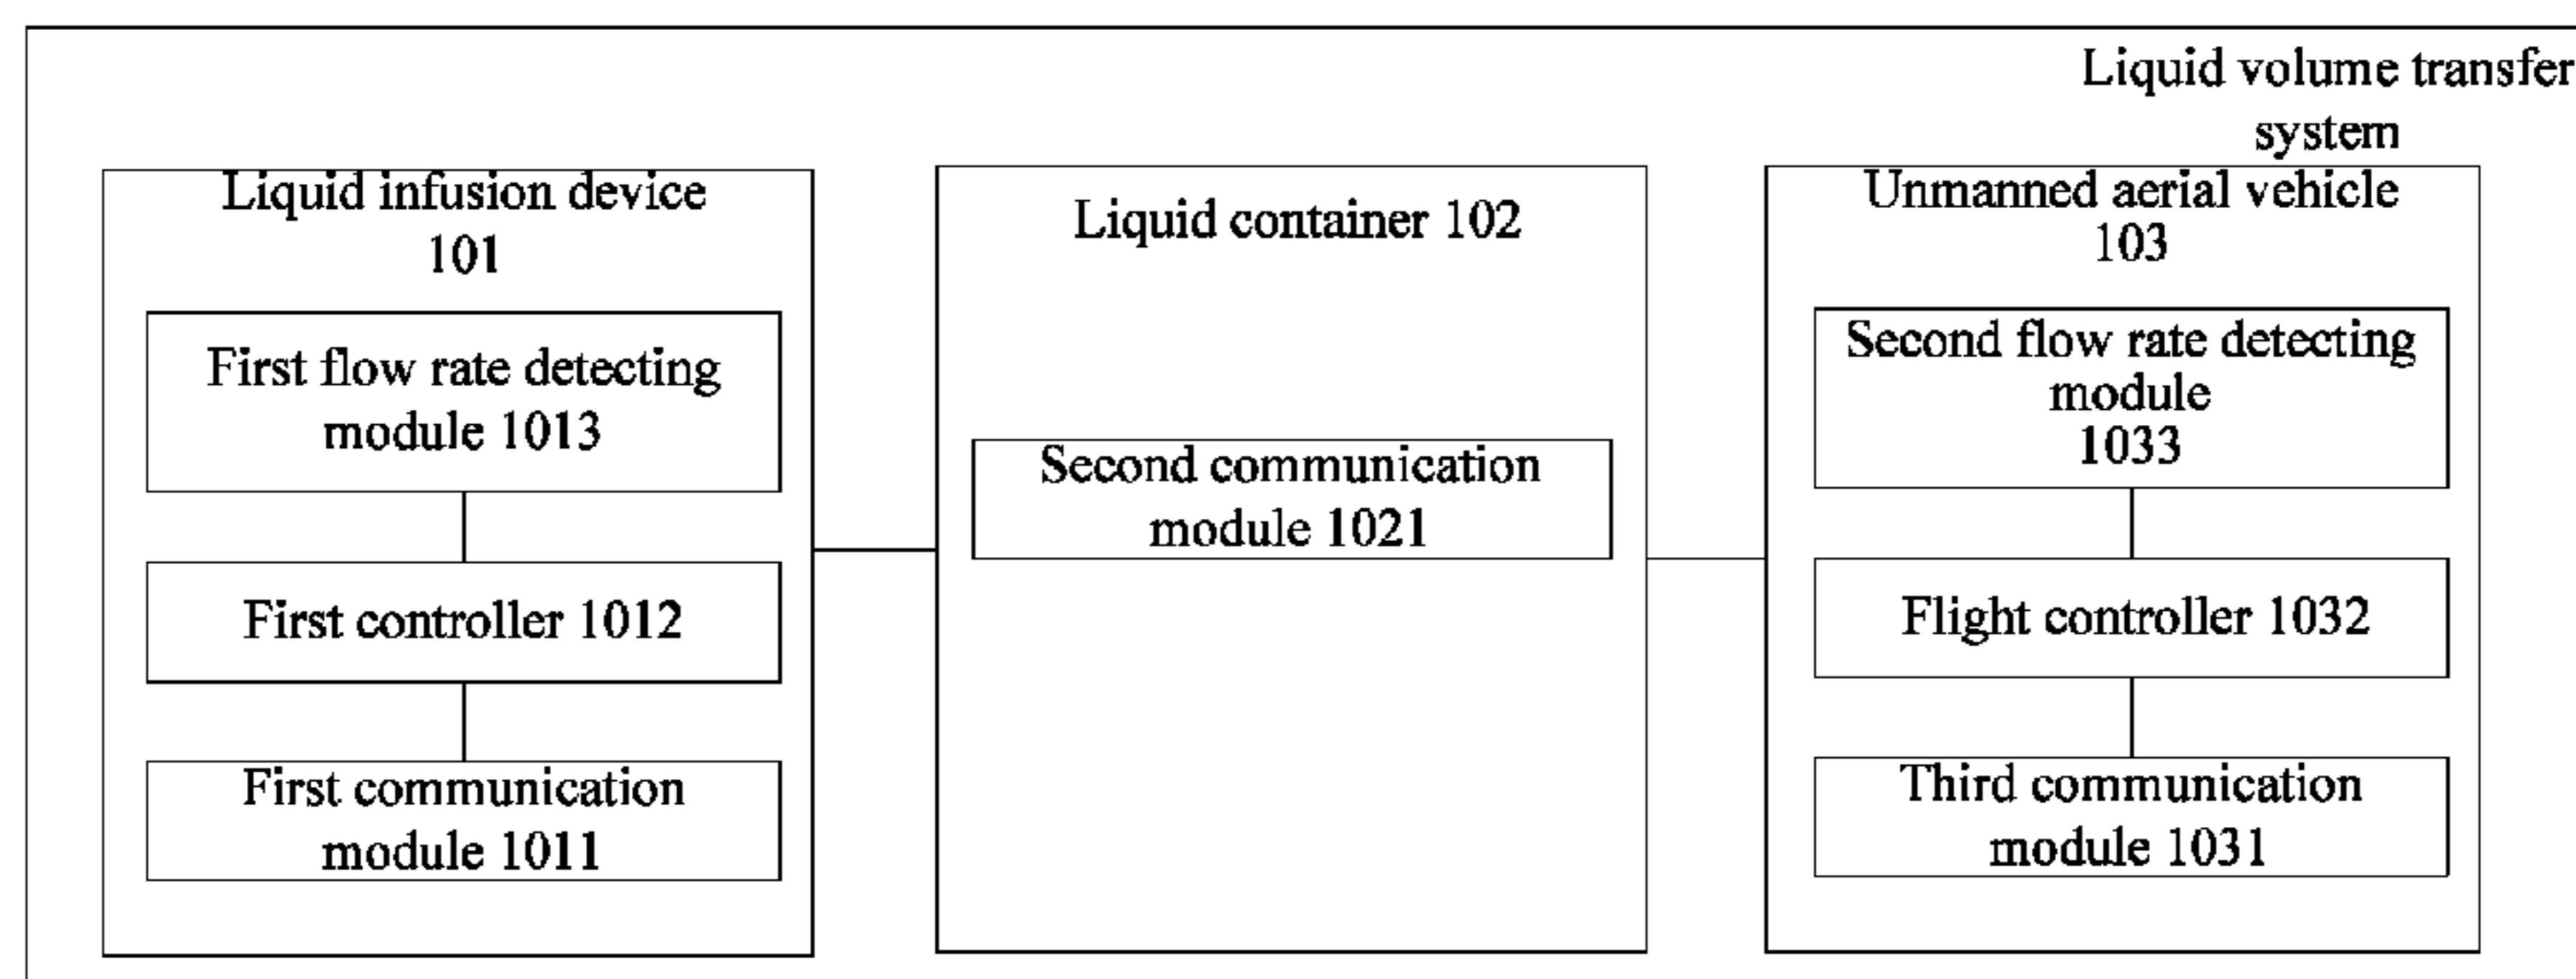 Liquid volume transfer
system
Liquid infusion device
101
First flow rate detecting
module 1013
First controller 1012
First communication
module 1011
Liquid container 102
Second communication
module 1021
Unmanned aerial vehicle
103
Second flow rate detecting
module
1033
Flight controller 1032
Third communication
module 1031